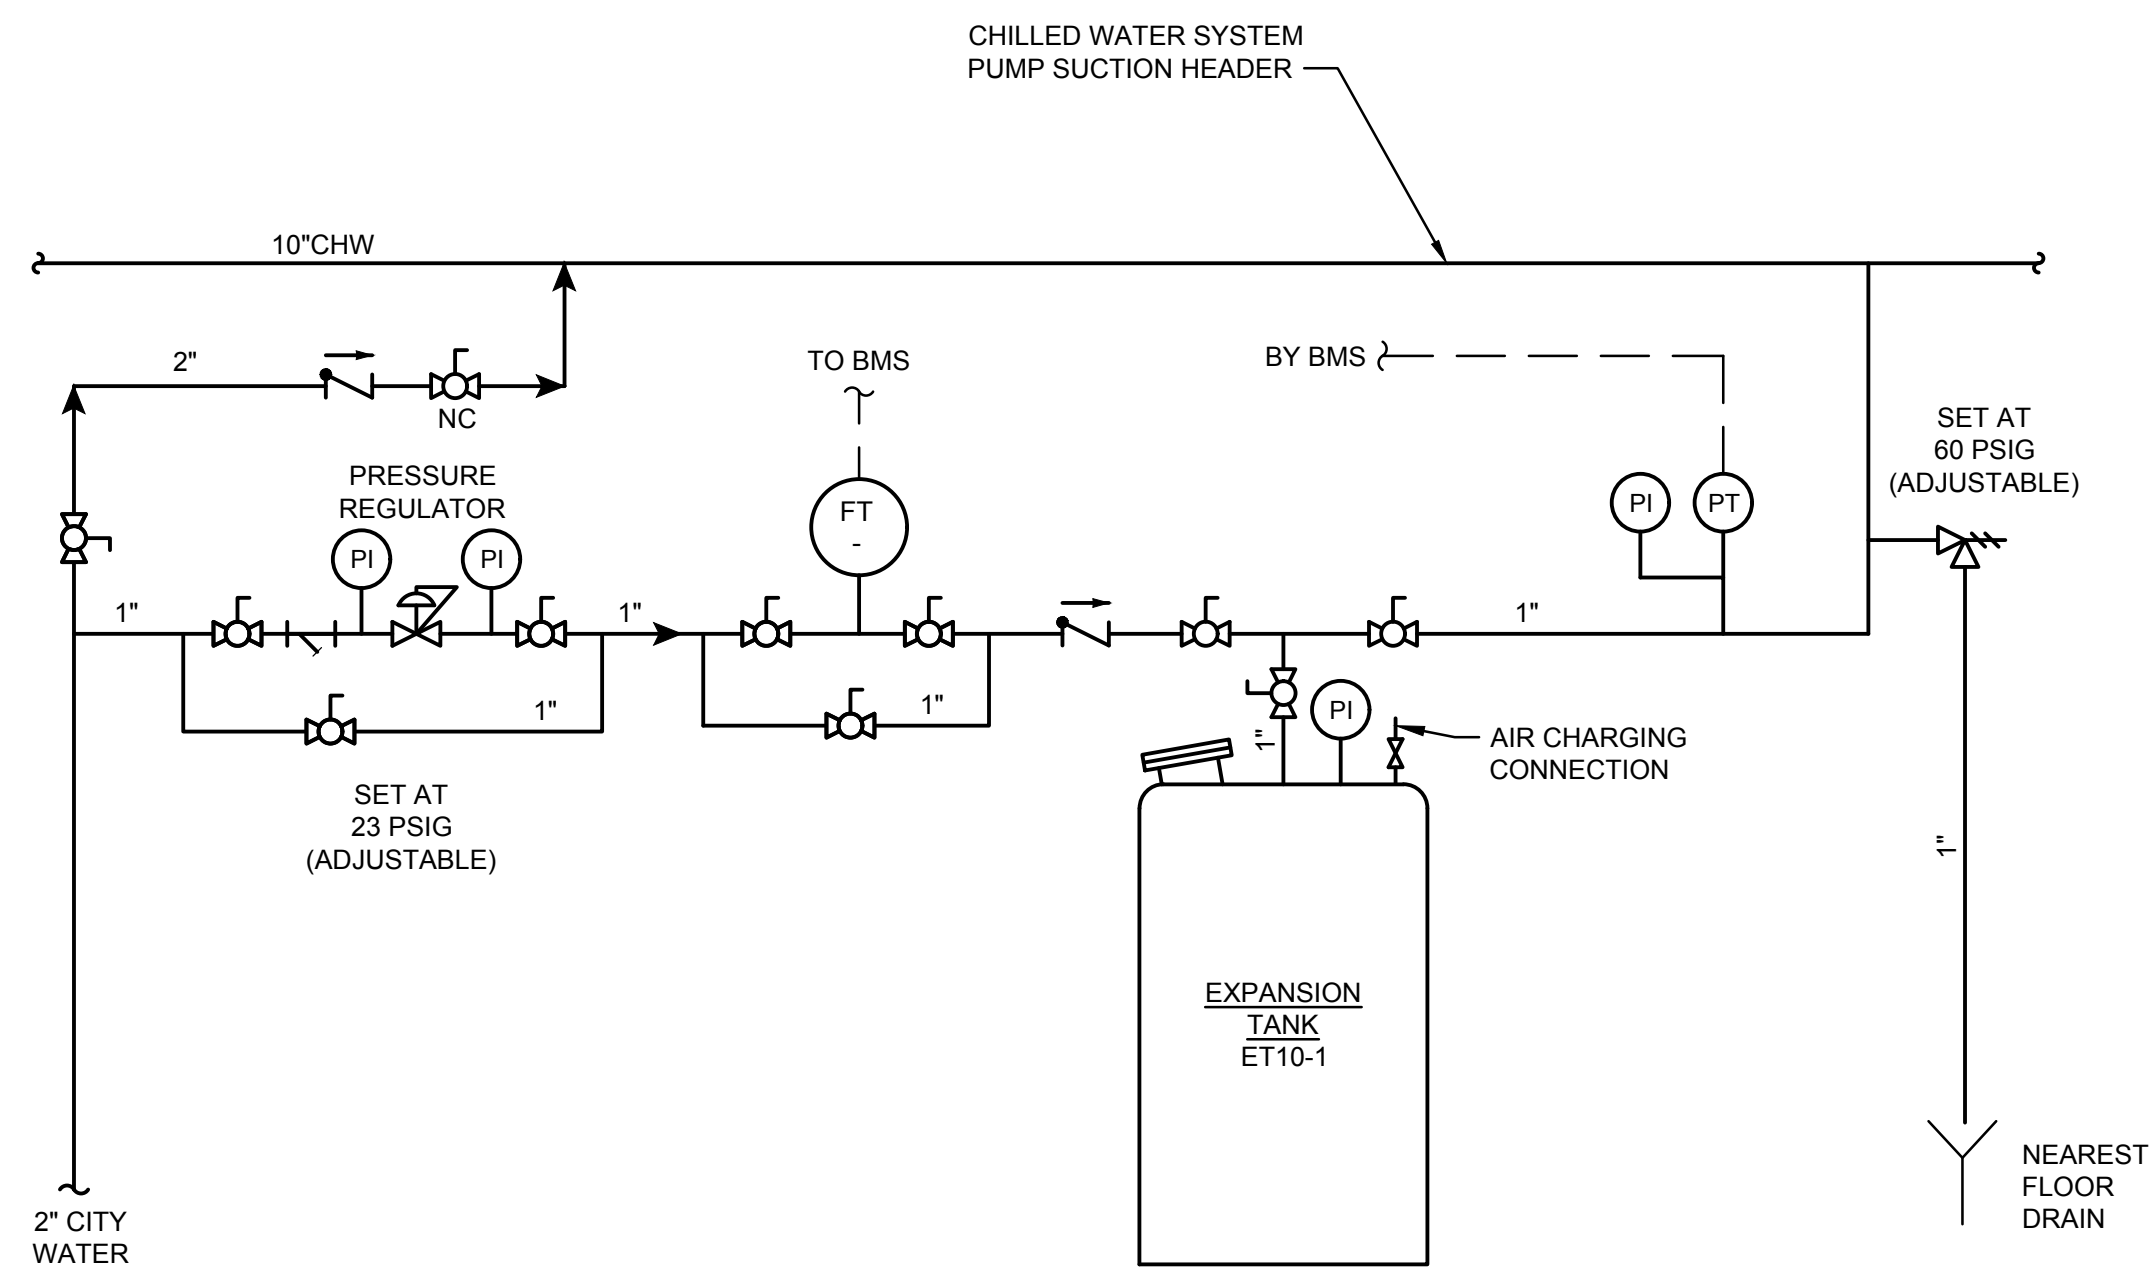 CHILLED WATER SYSTEM
PUMP SUCTION HEADER
10"CHW
2"
NC
TO BMS
BY BMS
SET AT
60 PSIG
(ADJUSTABLE)
PRESSURE
REGULATOR
PI
PI
FT
-
PI
PT
1"
1"
1"
1"
1"
1"
PI
AIR CHARGING
CONNECTION
SET AT
23 PSIG
(ADJUSTABLE)
1"
EXPANSION
TANK
ET10-1
NEAREST
FLOOR
DRAIN
2" CITY
WATER